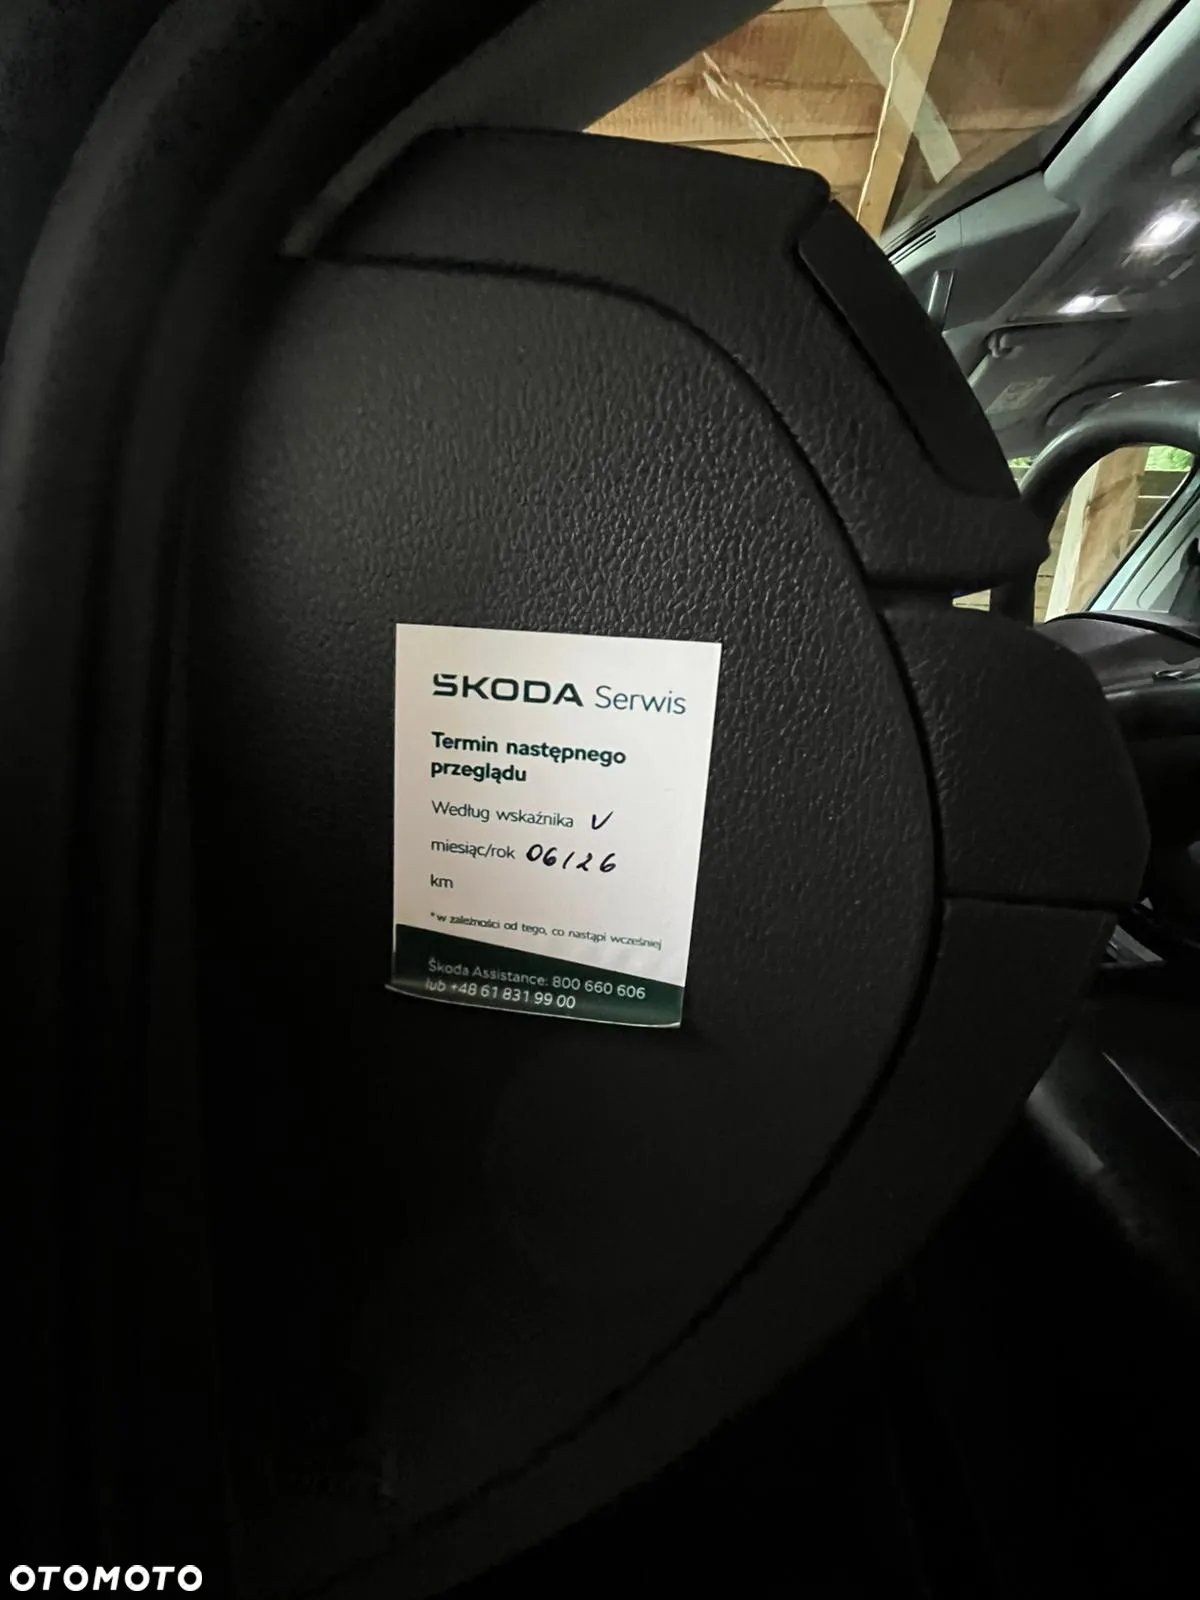 ŠKODA Serwis
Termin następnego
przeglądu
Według wskaźnika V
miesiąc/rok 06/26
km
*w zależności od tego, co nastąpi wcześniej
Škoda Assistance: 800 660 606
lub +48 61 831 99 00
OTOMOTO